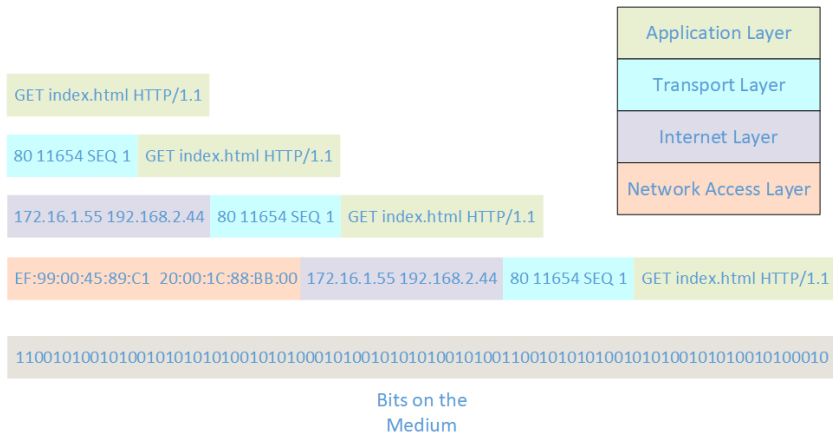 Application Layer
Transport Layer
Internet Layer
Network Access Layer
GET index.html HTTP/1.1
80 11654 SEQ 1 GET index.html HTTP/1.1
172.16.1.55 192.168.2.44 80 11654 SEQ 1 GET index.html HTTP/1.1
EF:99:00:45:89:C1 20:00:1C:88:BB:00 172.16.1.55 192.168.2.44 80 11654 SEQ 1 GET index.html HTTP/1.1
Bits on the
Medium